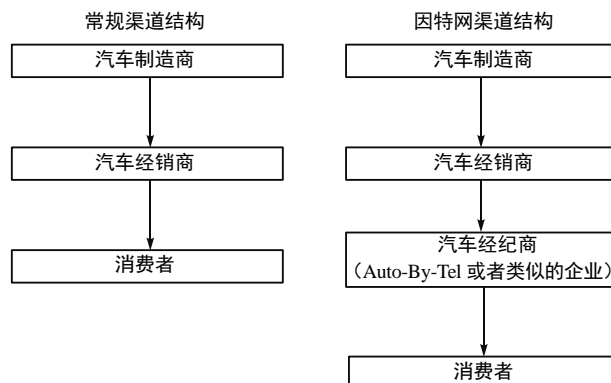 常规渠道结构
汽车制造商
汽车经销商
消费者
因特网渠道结构
汽车制造商
汽车经销商
汽车经纪商
（Auto-By-Tel 或者类似的企业）
消费者